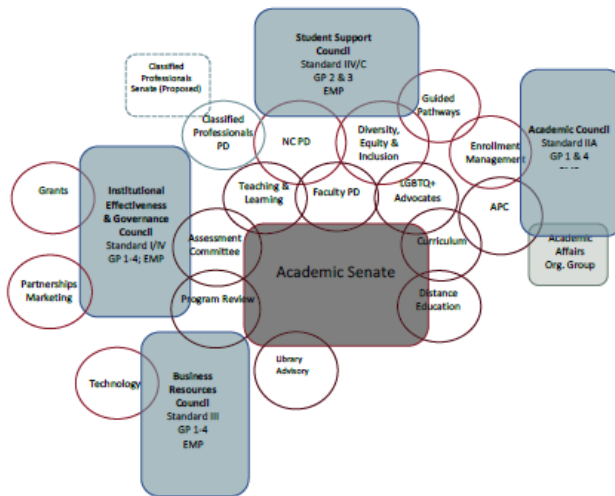 Student Support
Council
Standard IIV/C
GP 2 & 3
EMP
Classified
Professionals
Senate (Proposed)
Classified
Professionals
PD
NC PD
Diversity,
Equity &
Inclusion
Guided
Pathways
Enrollment
Management
Academic Council
Standard IIA
GP 1 & 4
Grants
Institutional
Effectiveness
& Governance
Council
Standard I/IV
GP 1-4; EMP
Teaching &
Learning
Faculty PD
LGBTQ+
Advocates
APC
Assessment
Committee
Academic Senate
Curriculum
Academic
Affairs
Org. Group
Partnerships
Marketing
Program Review
Distance
Education
Library
Advisory
Technology
Business
Resources
Council
Standard III
GP 1-4
EMP